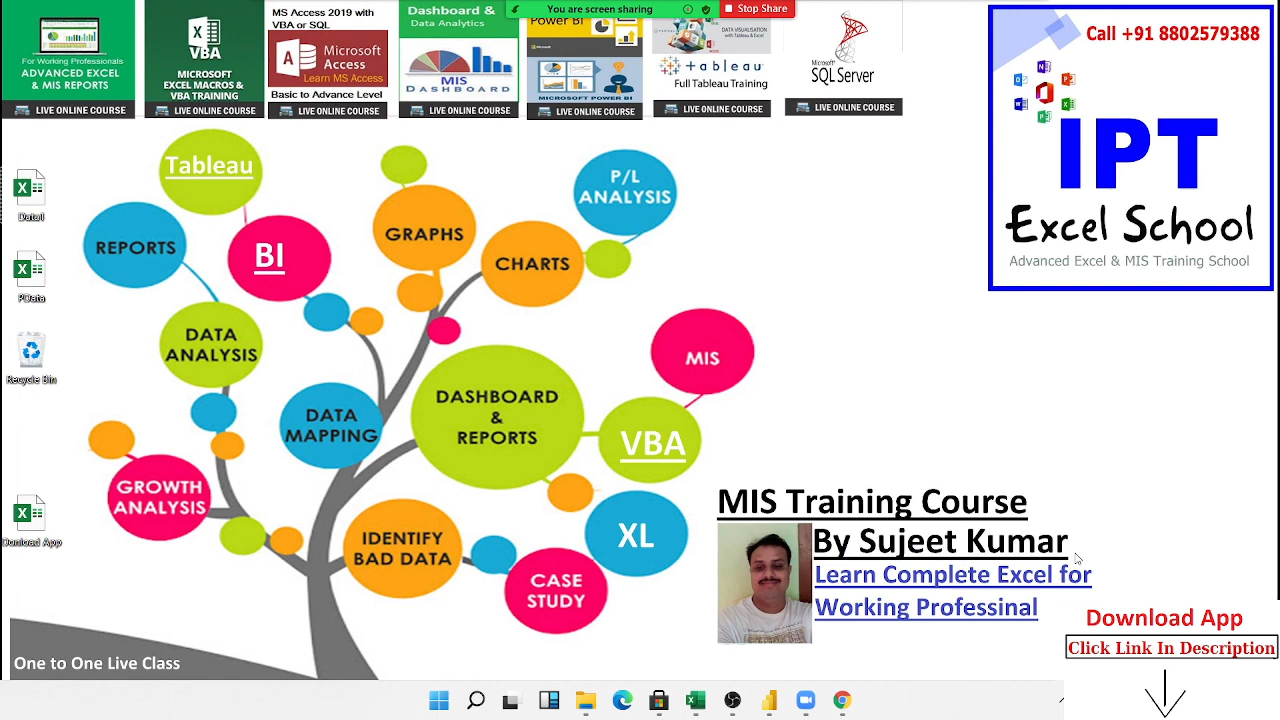 For Working Professionals
ADVANCED EXCEL
& MIS REPORTS
LIVE ONLINE COURSE
VBA
MICROSOFT
EXCEL MACROS &
VBA TRAINING
LIVE ONLINE COURSE
MS Access 2019 with
VBA or SQL
Microsoft
Access
Learn MS Access
Basic to Advance Level
LIVE ONLINE COURSE
Dashboard &
Data Analytics
MIS
DASHBOARD
LIVE ONLINE COURSE
You are screen sharing
Stop Share
Power BI
MICROSOFT POWER BI
LIVE ONLINE COURSE
DATA VISUALISATION
with Tableau & Excel
tableau
Full Tableau Training
LIVE ONLINE COURSE
Microsoft
SQL Server
LIVE ONLINE COURSE
Call +91 8802579388
IPT
Excel School
Advanced Excel & MIS Training School
Tableau
REPORTS
BI
GRAPHS
CHARTS
P/L
ANALYSIS
DATA
ANALYSIS
DATA
MAPPING
DASHBOARD
&
REPORTS
MIS
VBA
GROWTH
ANALYSIS
IDENTIFY
BAD DATA
XL
CASE
STUDY
PData
Recycle Bin
MIS Training Course
By Sujeet Kumar
Learn Complete Excel for
Working Professinal
Download App
Click Link In Description
One to One Live Class